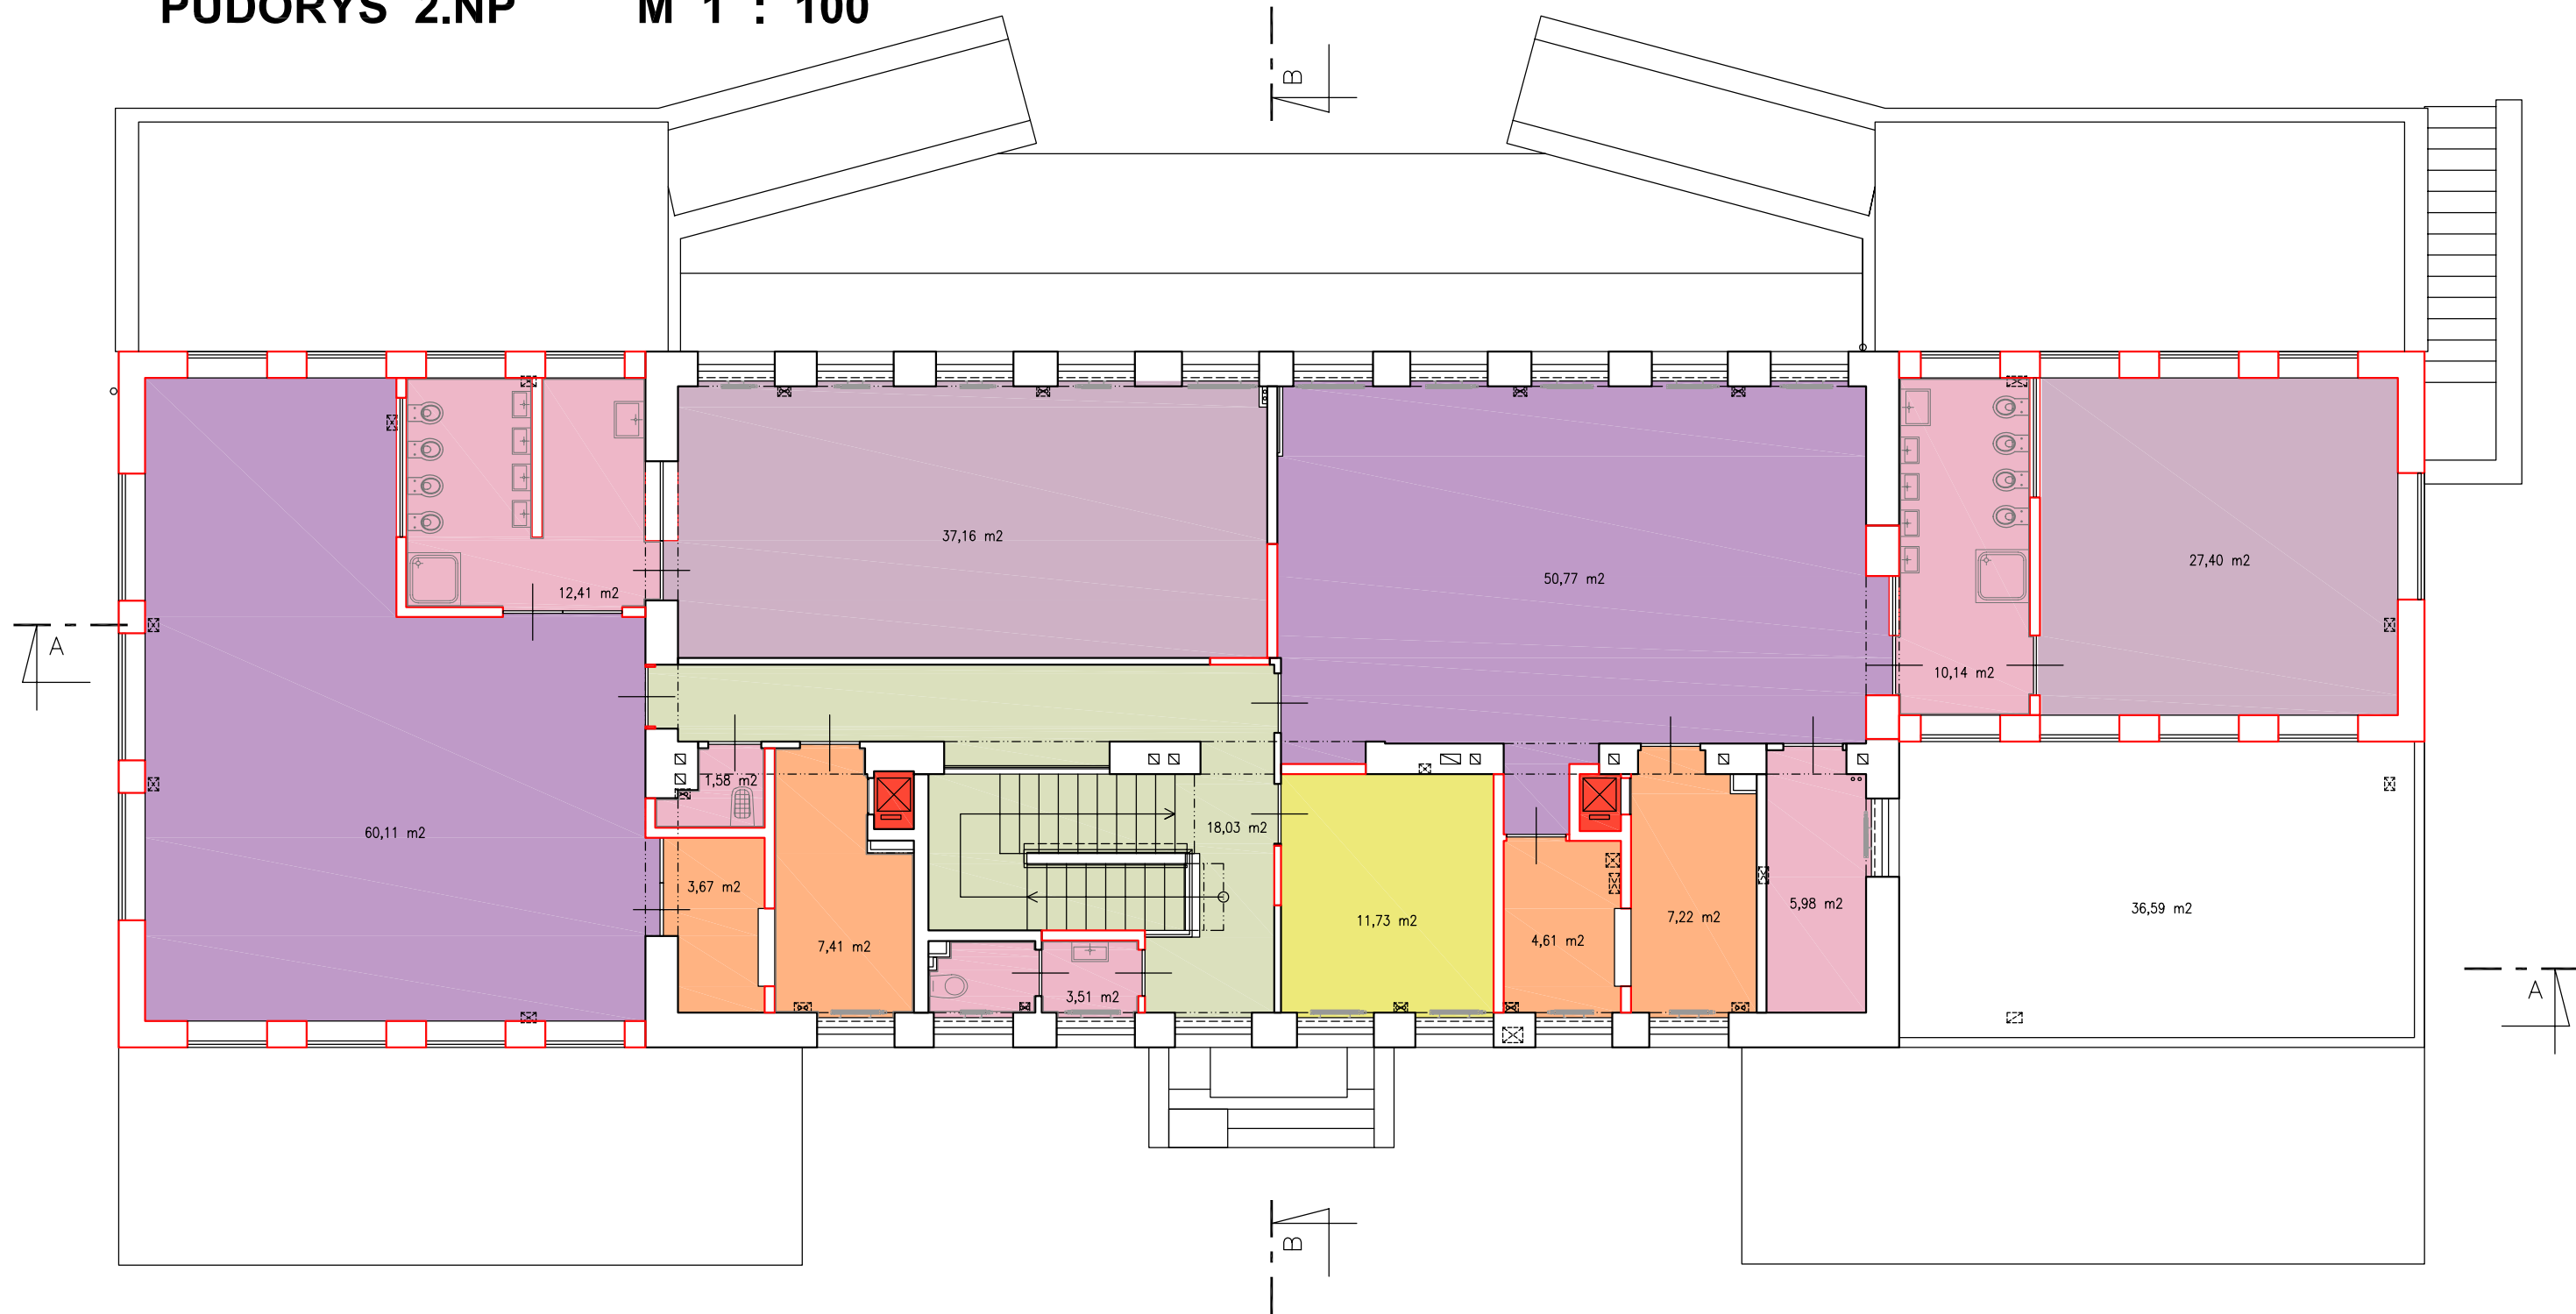 PUDORYS 2.NP M 1 : 100
B
37,16 m2
27,40 m2
50,77 m2
12,41 m2
A
10,14 m2
1,58 m2
18,03 m2
60,11 m2
3,67 m2
5,98 m2
36,59 m2
7,22 m2
11,73 m2
4,61 m2
7,41 m2
A
3,51 m2
B